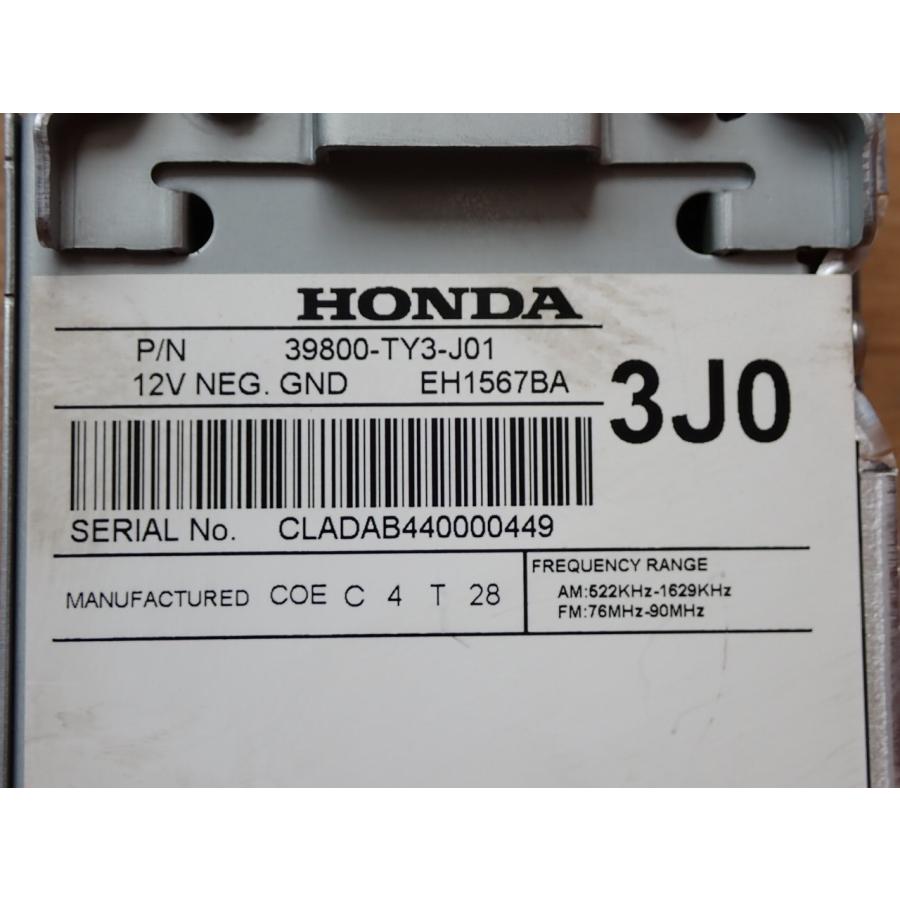 HONDA
P/N 39800-TY3-J01
12V NEG. GND EH1567BA
3J0
SERIAL No. CLADAB440000449
MANUFACTURED COE C 4 T 28
FREQUENCY RANGE
AM:522KHz-1629KHz
FM:76MHz-90MHz